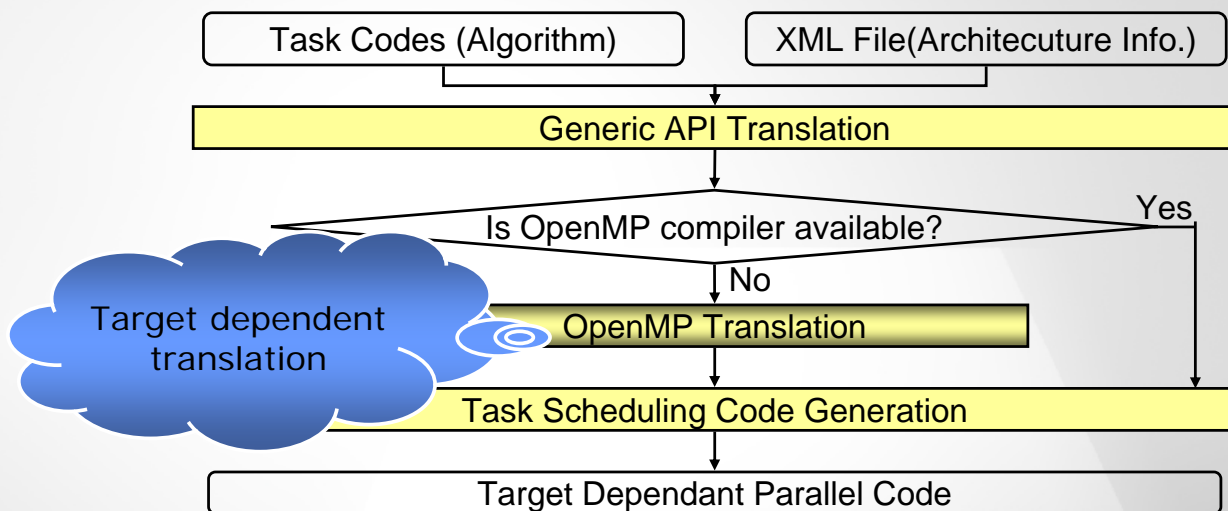 Task Codes (Algorithm)
XML File(Architecuture Info.)
Generic API Translation
Is OpenMP compiler available?
Yes
No
Target dependent
translation
OpenMP Translation
Task Scheduling Code Generation
Target Dependant Parallel Code